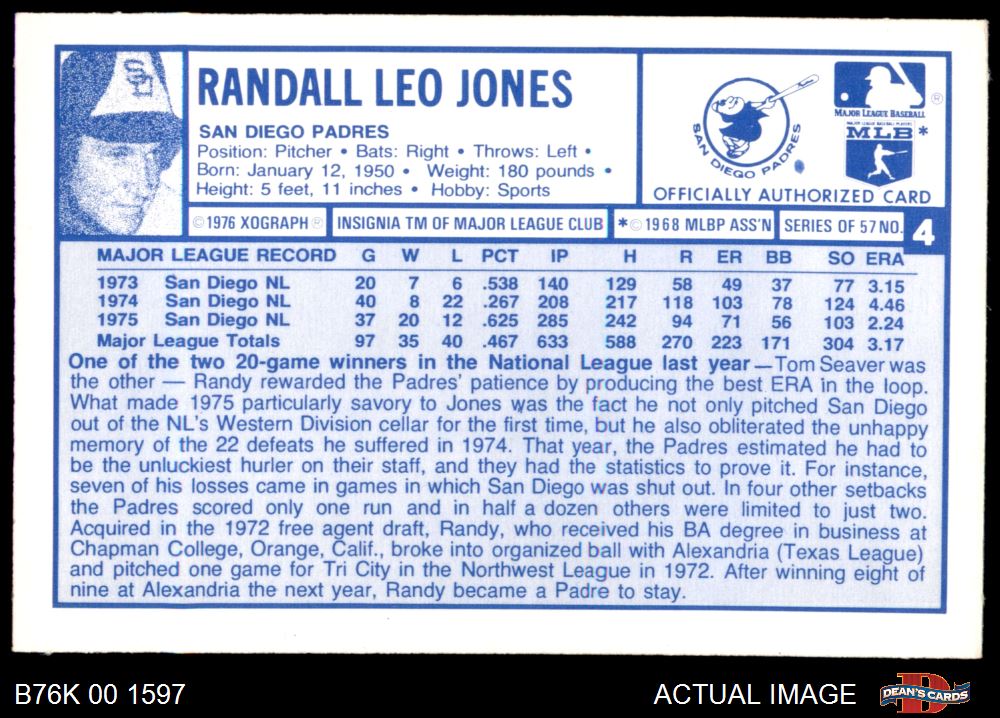 SD
RANDALL LEO JONES
SAN DIEGO PADRES
Position: Pitcher • Bats: Right • Throws: Left •
Born: January 12, 1950 • Weight: 180 pounds •
Height: 5 feet, 11 inches • Hobby: Sports
SAN DIEGO PADRES
MAJOR LEAGUE BASEBALL ®
MAJOR LEAGUE BASEBALL PLAYERS
MLB *
OFFICIALLY AUTHORIZED CARD
© 1976 XOGRAPH ®
INSIGNIA TM OF MAJOR LEAGUE CLUB
*© 1968 MLBP ASS'N
SERIES OF 57 NO. 4
MAJOR LEAGUE RECORD G W L PCT IP H R ER BB SO ERA
1973 San Diego NL 20 7 6 .538 140 129 58 49 37 77 3.15
1974 San Diego NL 40 8 22 .267 208 217 118 103 78 124 4.46
1975 San Diego NL 37 20 12 .625 285 242 94 71 56 103 2.24
Major League Totals 97 35 40 .467 633 588 270 223 171 304 3.17
One of the two 20-game winners in the National League last year — Tom Seaver was
the other — Randy rewarded the Padres' patience by producing the best ERA in the loop.
What made 1975 particularly savory to Jones was the fact he not only pitched San Diego
out of the NL's Western Division cellar for the first time, but he also obliterated the unhappy
memory of the 22 defeats he suffered in 1974. That year, the Padres estimated he had to
be the unluckiest hurler on their staff, and they had the statistics to prove it. For instance,
seven of his losses came in games in which San Diego was shut out. In four other setbacks
the Padres scored only one run and in half a dozen others were limited to just two.
Acquired in the 1972 free agent draft, Randy, who received his BA degree in business at
Chapman College, Orange, Calif., broke into organized ball with Alexandria (Texas League)
and pitched one game for Tri City in the Northwest League in 1972. After winning eight of
nine at Alexandria the next year, Randy became a Padre to stay.
B76K 00 1597
ACTUAL IMAGE
D
DEAN'S CARDS